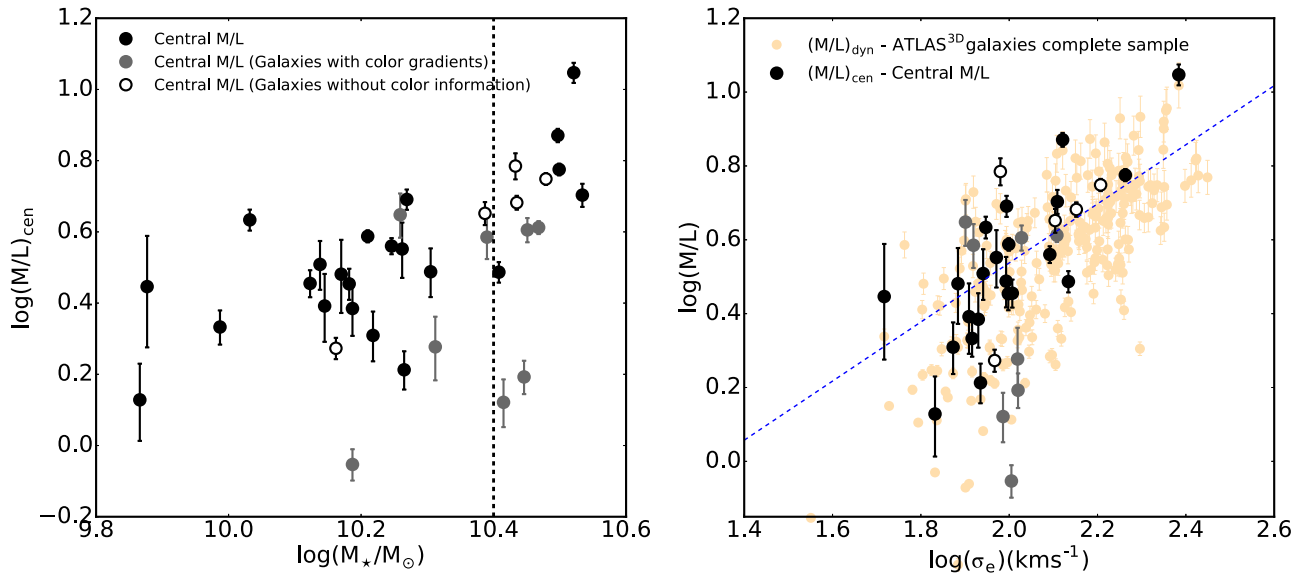 1.2
1.0
0.8
0.6
0.4
0.2
0.0
−0.2
log(M/L)cen
Central M/L
Central M/L (Galaxies with color gradients)
Central M/L (Galaxies without color information)
9.8 10.0 10.2 10.4 10.6
log(M⋆/M⊙)
1.2
1.0
0.8
0.6
0.4
0.2
0.0
log(M/L)
(M/L)dyn - ATLAS³ᴰ galaxies complete sample
(M/L)cen - Central M/L
1.4 1.6 1.8 2.0 2.2 2.4 2.6
log(σe)(kms⁻¹)